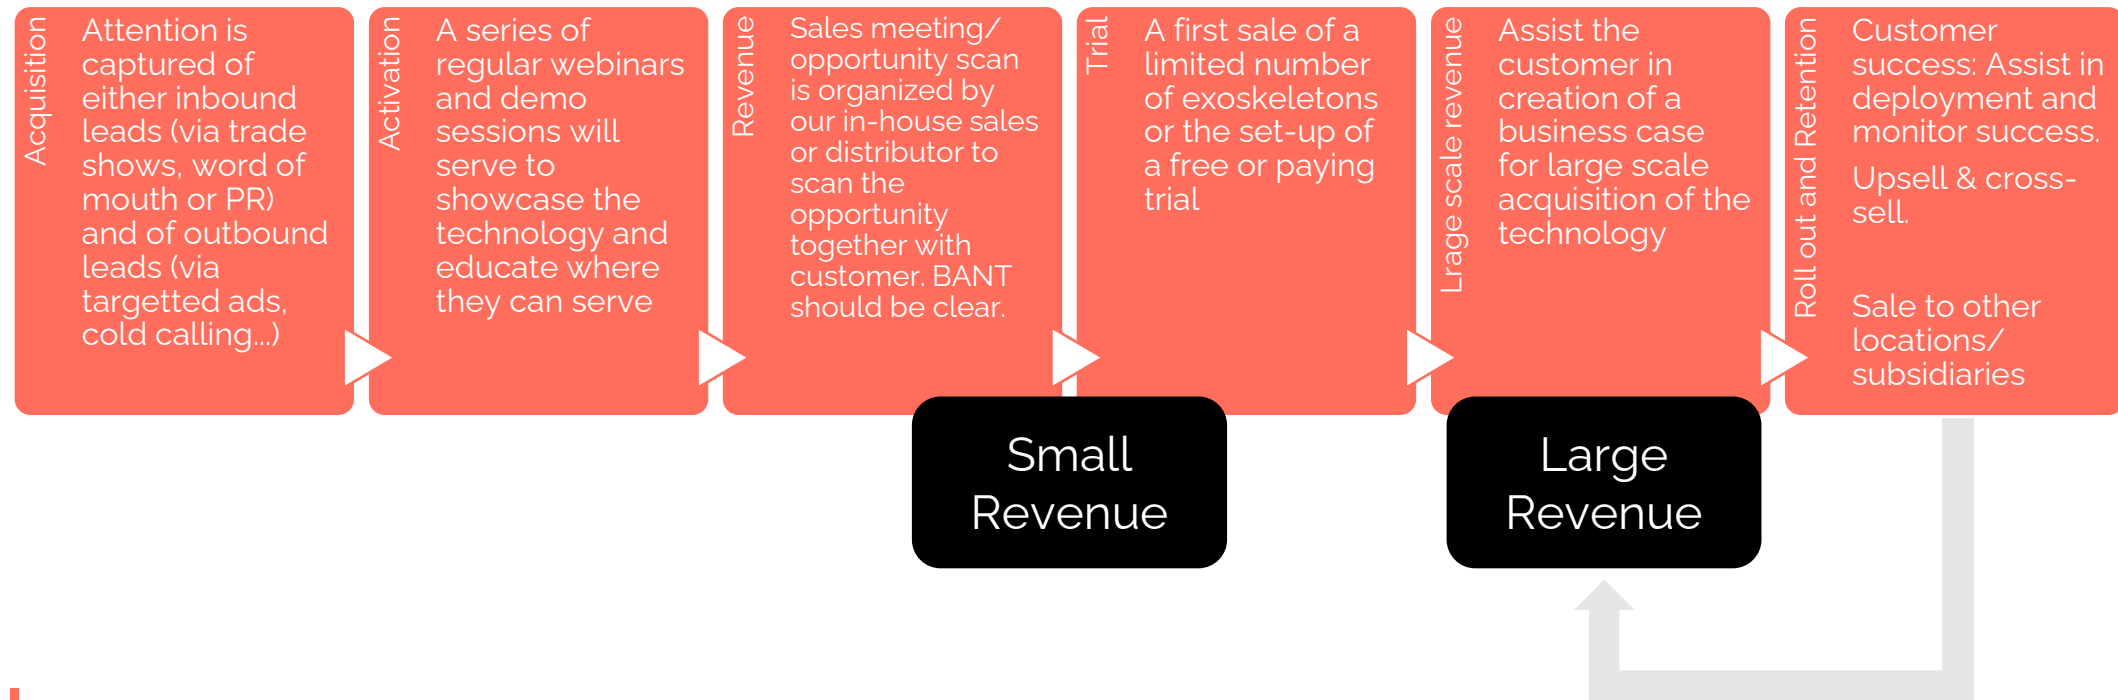 Acquisition
Attention is
captured of
either inbound
leads (via trade
shows, word of
mouth or PR)
and of outbound
leads (via
targetted ads,
cold calling...)
Activation
A series of
regular webinars
and demo
sessions will
serve to
showcase the
technology and
educate where
they can serve
Revenue
Sales meeting/
opportunity scan
is organized by
our in-house sales
or distributor to
scan the
opportunity
together with
customer. BANT
should be clear.
Trial
A first sale of a
limited number
of exoskeletons
or the set-up of
a free or paying
trial
Lrage scale revenue
Assist the
customer in
creation of a
business case
for large scale
acquisition of the
technology
Roll out and Retention
Customer
success: Assist in
deployment and
monitor success.
Upsell & cross-
sell.
Sale to other
locations/
subsidiaries
Small
Revenue
Large
Revenue